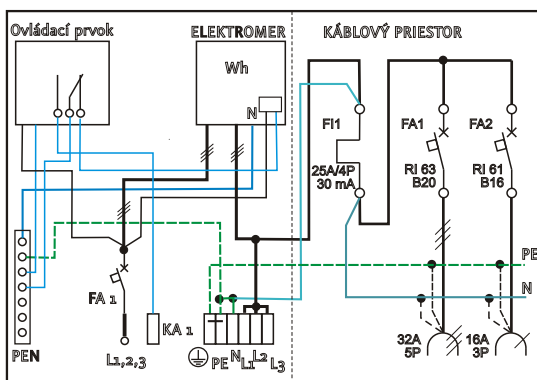 Ovládací prvok
ELEKTROMER
KÁBLOVÝ PRIESTOR
Wh
N
FI1
FA1
FA2
25A/4P
30 mA
RI 63
B20
RI 61
B16
PE
N
FA 1
KA 1
PEN
L1,2,3
PE
N
L1
L2
L3
32A
5P
16A
3P